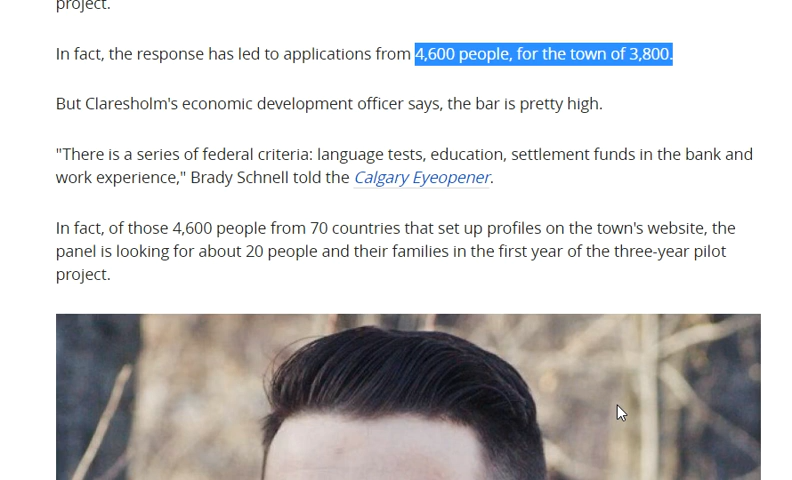 project.
In fact, the response has led to applications from 4,600 people, for the town of 3,800.
But Claresholm's economic development officer says, the bar is pretty high.
"There is a series of federal criteria: language tests, education, settlement funds in the bank and
work experience," Brady Schnell told the Calgary Eyeopener.
In fact, of those 4,600 people from 70 countries that set up profiles on the town's website, the
panel is looking for about 20 people and their families in the first year of the three-year pilot
project.